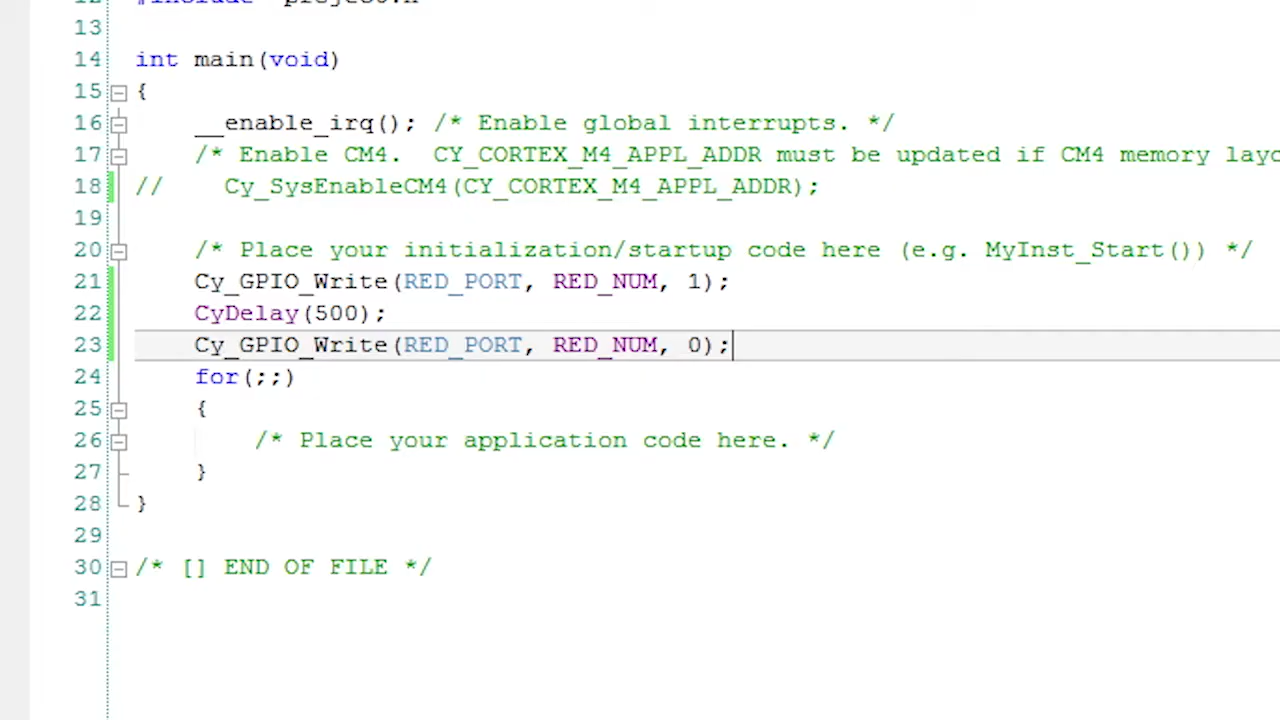 13
14 int main(void)
15 {
16 __enable_irq(); /* Enable global interrupts. */
17 /* Enable CM4.  CY_CORTEX_M4_APPL_ADDR must be updated if CM4 memory
18 //    Cy_SysEnableCM4(CY_CORTEX_M4_APPL_ADDR);
19
20 /* Place your initialization/startup code here (e.g. MyInst_Start()) */
21 Cy_GPIO_Write(RED_PORT, RED_NUM, 1);
22 CyDelay(500);
23 Cy_GPIO_Write(RED_PORT, RED_NUM, 0);
24 for(;;)
25 {
26 /* Place your application code here. */
27 }
28 }
29
30 /* [] END OF FILE */
31